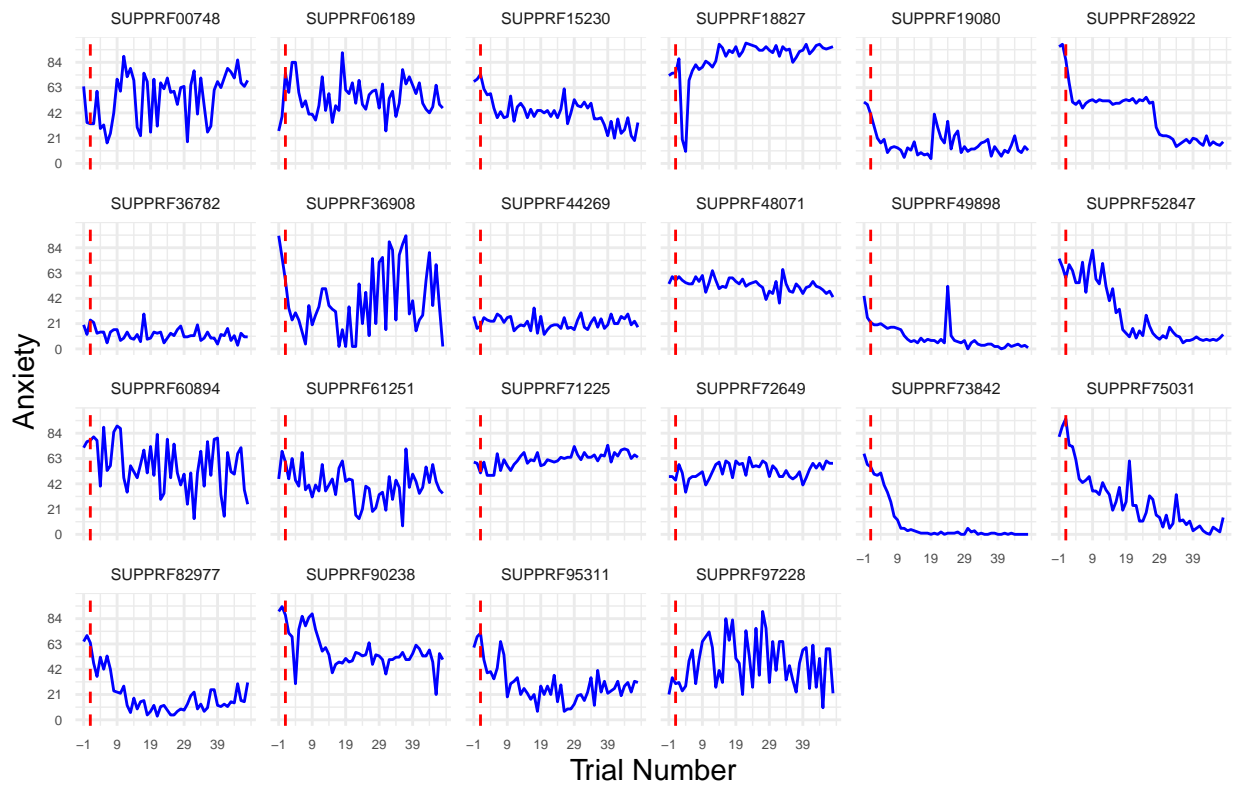 SUPPRF00748 SUPPRF06189 SUPPRF15230 SUPPRF18827 SUPPRF19080 SUPPRF28922
84
63
42
21
0
SUPPRF36782 SUPPRF36908 SUPPRF44269 SUPPRF48071 SUPPRF49898 SUPPRF52847
84
63
42
21
0
Anxiety
SUPPRF60894 SUPPRF61251 SUPPRF71225 SUPPRF72649 SUPPRF73842 SUPPRF75031
84
63
42
21
0
−1 9 19 29 39 −1 9 19 29 39
SUPPRF82977 SUPPRF90238 SUPPRF95311 SUPPRF97228
84
63
42
21
0
−1 9 19 29 39 −1 9 19 29 39 −1 9 19 29 39 −1 9 19 29 39
Trial Number